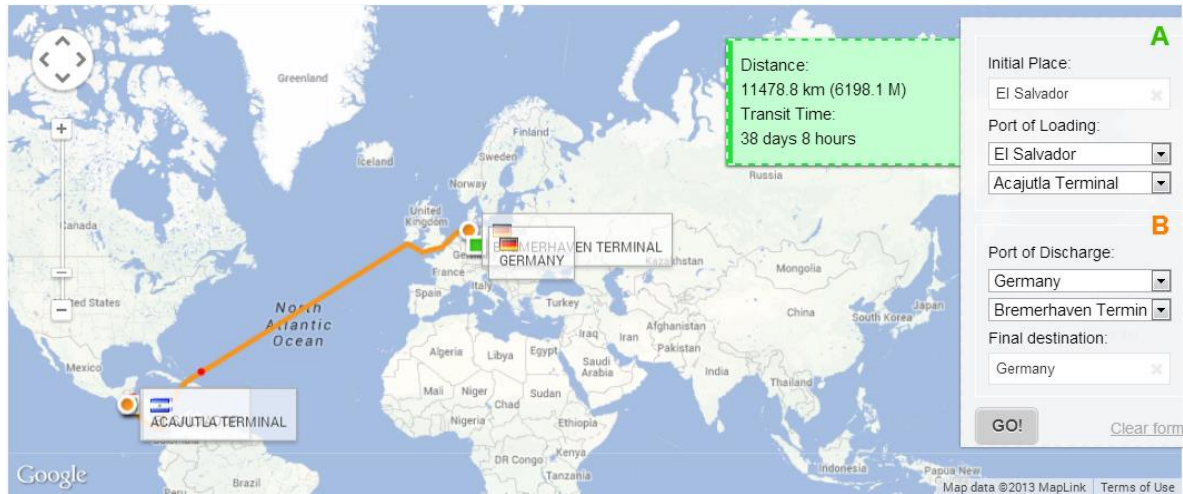 Greenland
Iceland
Finland
Sweden
Norway
Russia
United
Kingdom
Canada
BREMERHAVEN TERMINAL
GERMANY
France
Kazakhstan
Mongolia
Spain
Italy
United States
North
Atlantic
Ocean
Turkey
China
Japan
South Korea
Afghanistan
Iraq
Iran
Pakistan
Algeria
Libya
Egypt
Saudi
Arabia
Mexico
India
Thailand
Mali
Niger
Sudan
Chad
ACAJUTLA TERMINAL
Nigeria
Ethiopia
Colombia
Kenya
DR Congo
Tanzania
Indonesia
Papua New
Brazil
Peru
Google
Distance:
11478.8 km (6198.1 M)
Transit Time:
38 days 8 hours
A
Initial Place:
El Salvador
Port of Loading:
El Salvador
Acajutla Terminal
B
Port of Discharge:
Germany
Bremerhaven Termin
Final destination:
Germany
GO!
Clear form
Map data ©2013 MapLink
Terms of Use